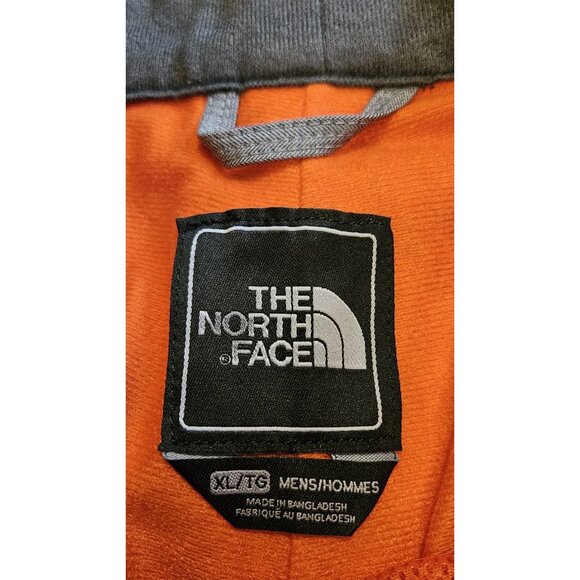 THE
NORTH
®FACE
XL/TG MENS/HOMMES
MADE IN BANGLADESH
FABRIQUÉ AU BANGLADESH